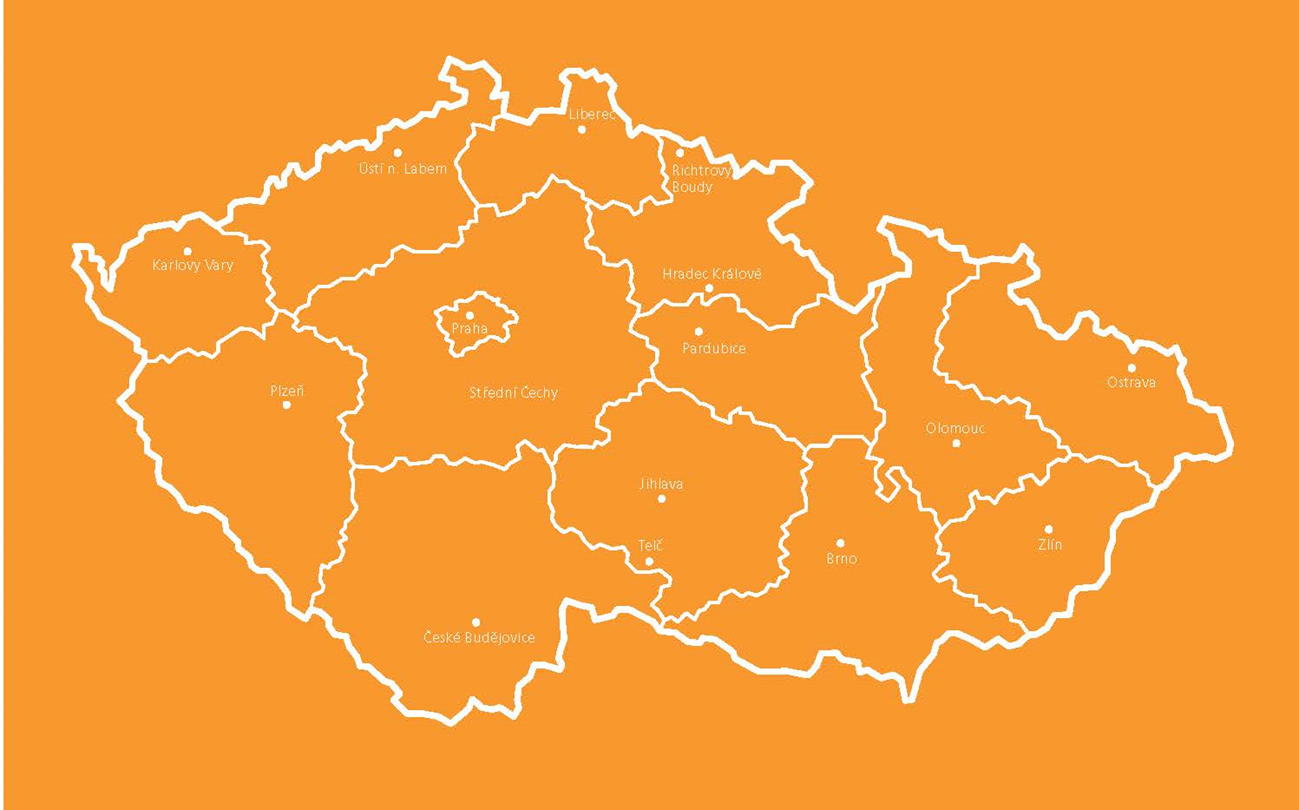 Liberec
Ústí n. Labem
Richtrovy
Boudy
Karlovy Vary
Hradec Králové
Praha
Pardubice
Ostrava
Plzeň
Střední Čechy
Olomouc
Jihlava
Telč
Brno
Zlín
České Budějovice